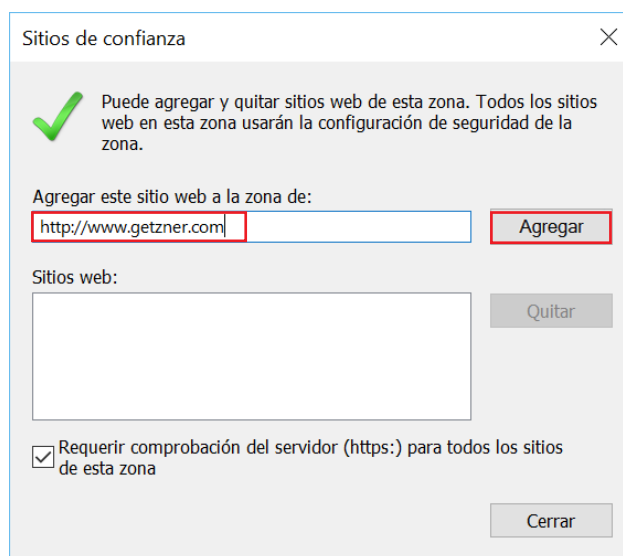 Sitios de confianza
Puede agregar y quitar sitios web de esta zona. Todos los sitios
web en esta zona usarán la configuración de seguridad de la
zona.
Agregar este sitio web a la zona de:
http://www.getzner.com
Agregar
Sitios web:
Quitar
Requerir comprobación del servidor (https:) para todos los sitios
de esta zona
Cerrar